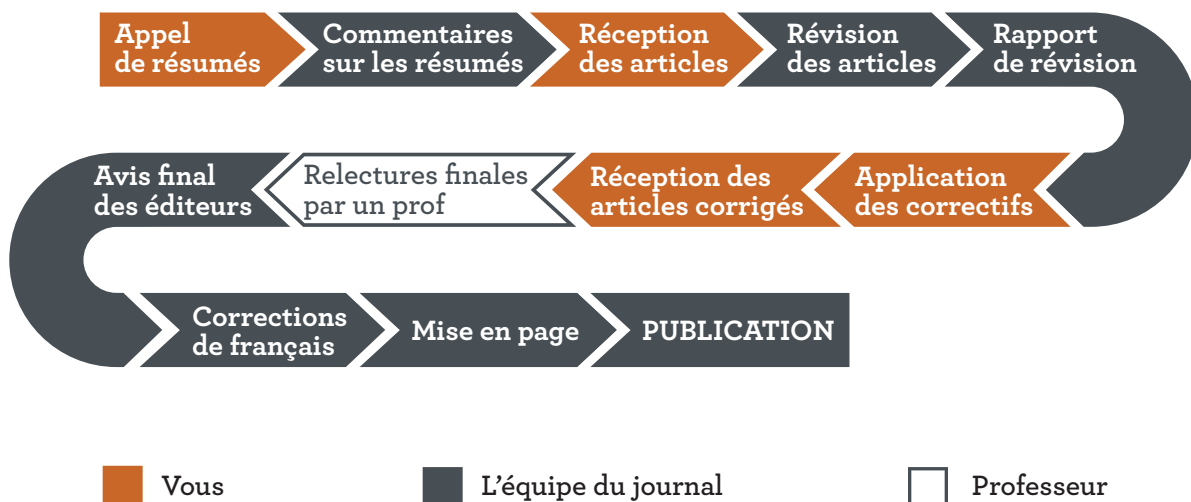 Appel
de résumés
Commentaires
sur les résumés
Réception
des articles
Révision
des articles
Rapport
de révision
Application
des correctifs
Réception des
articles corrigés
Relectures finales
par un prof
Avis final
des éditeurs
Corrections
de français
Mise en page
PUBLICATION
Vous
L'équipe du journal
Professeur